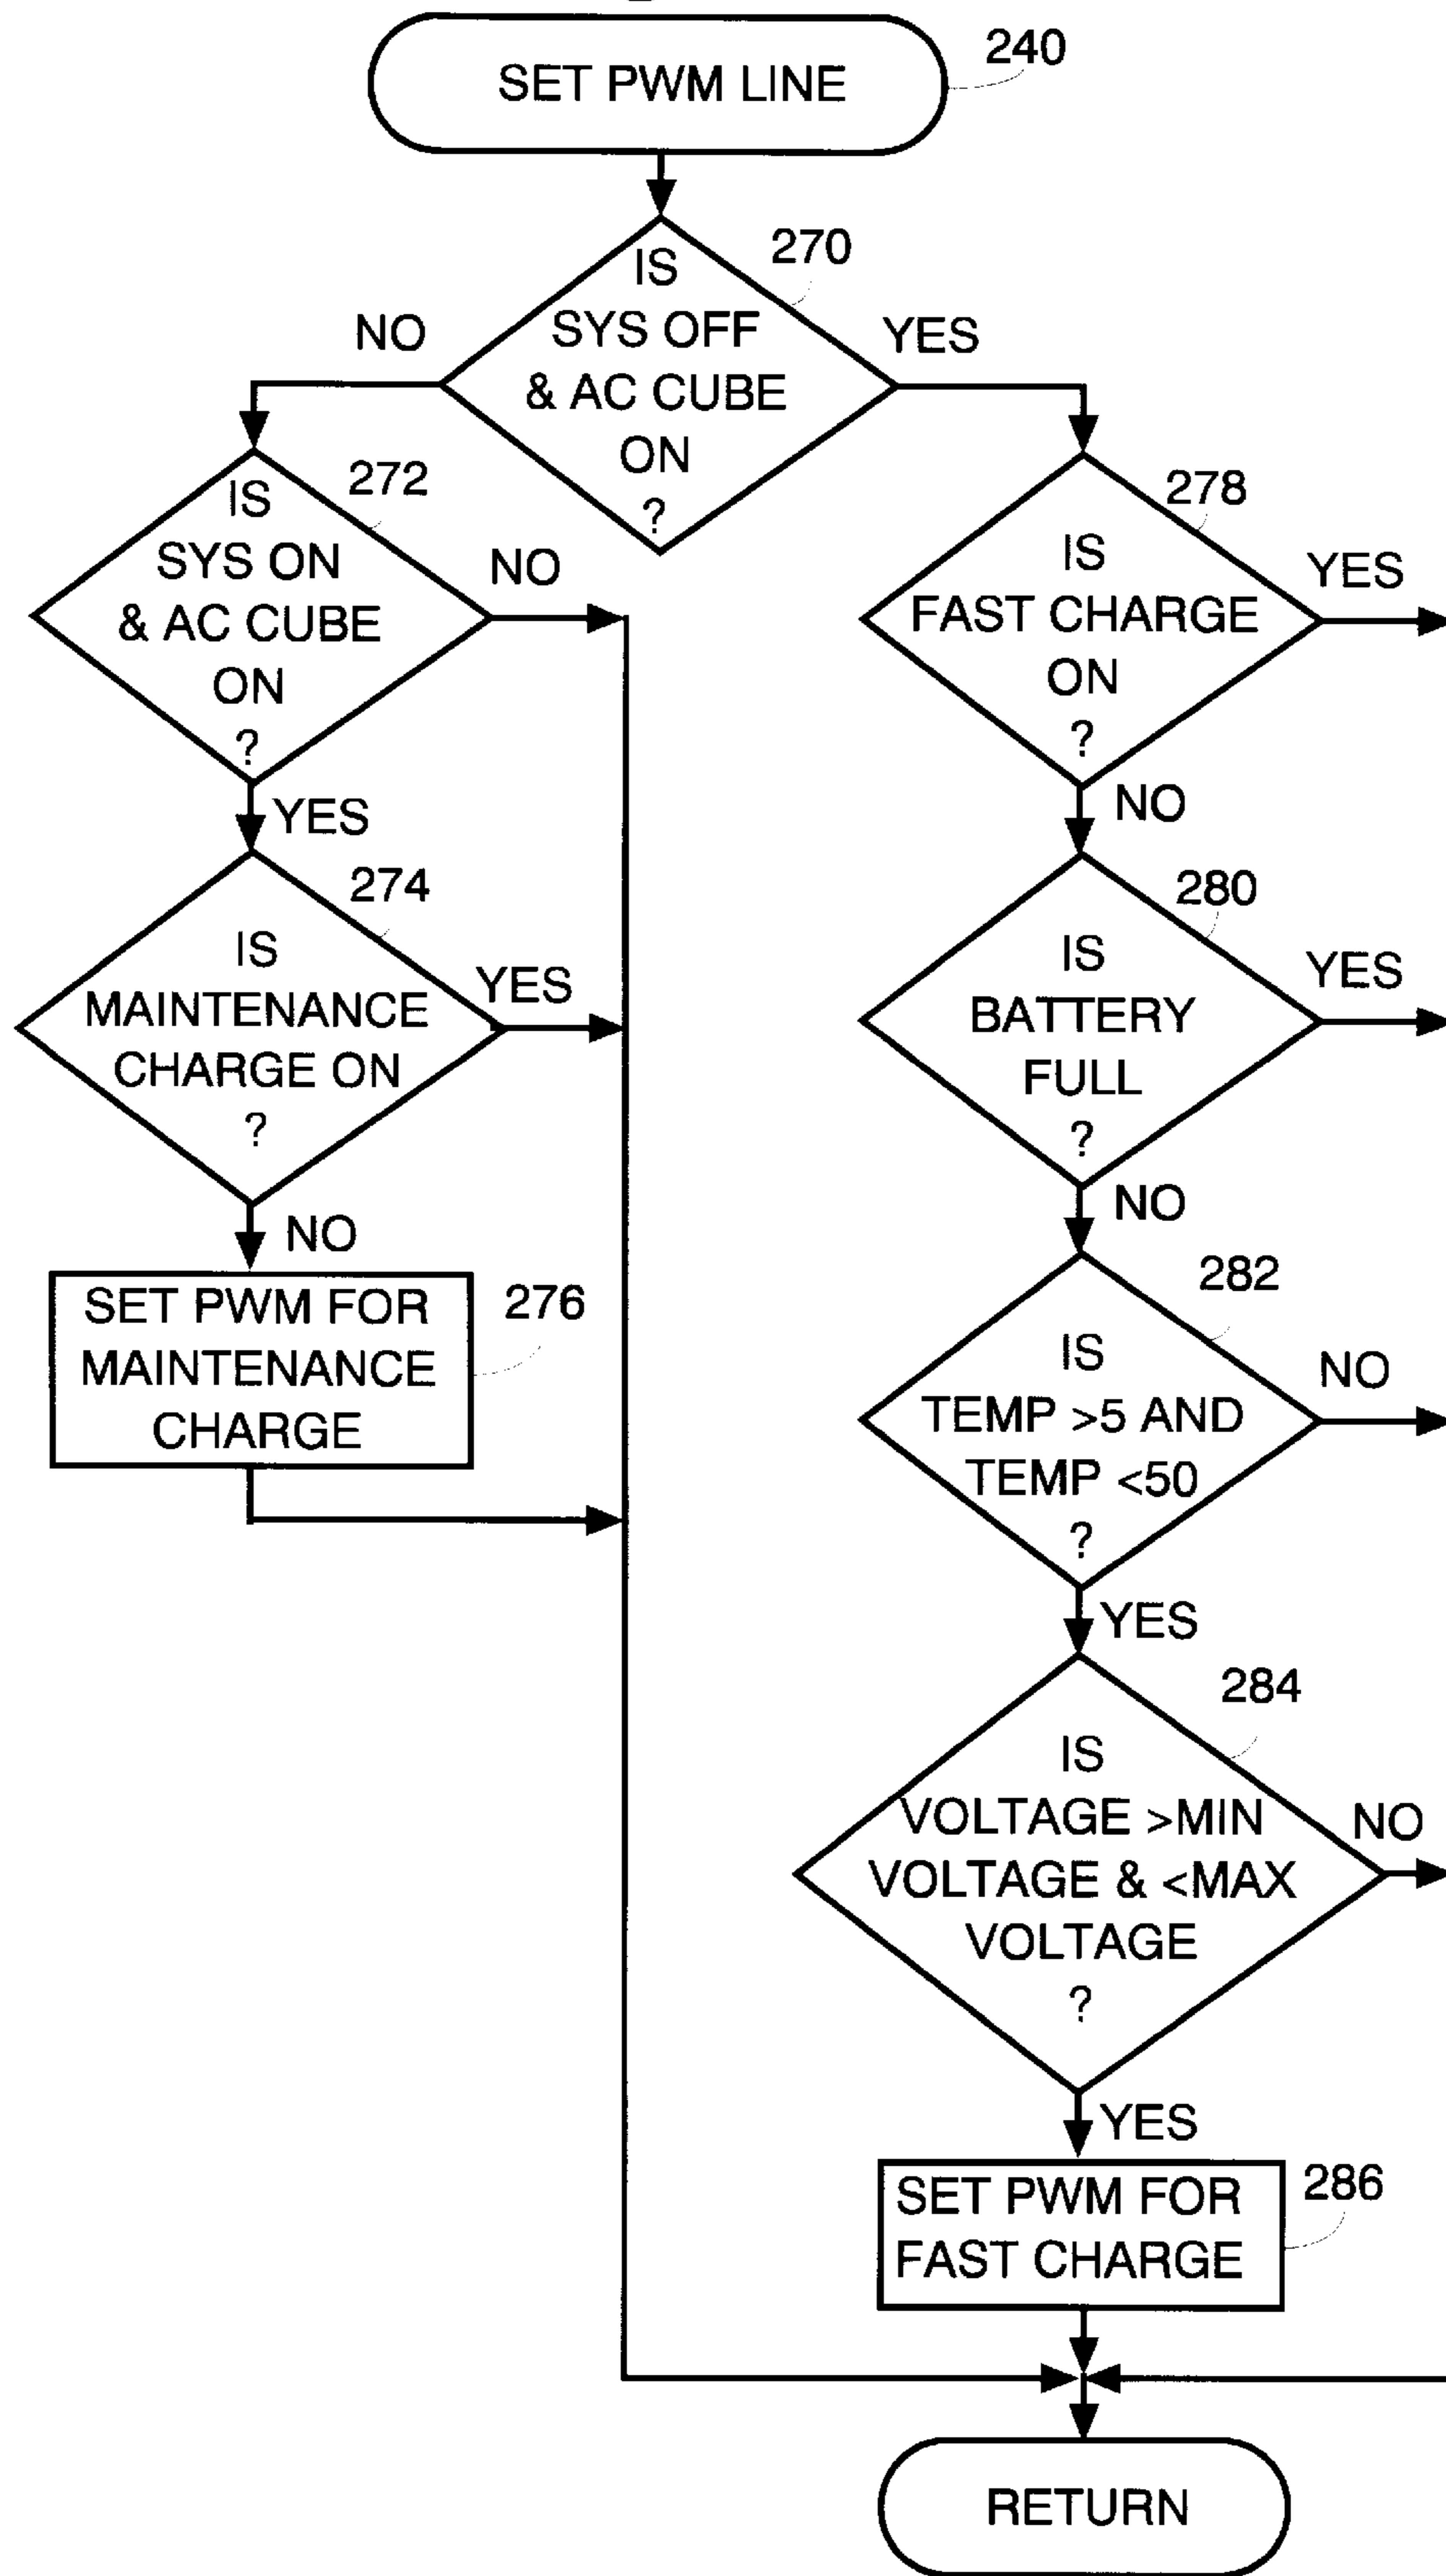 SET PWM LINE
240
IS
SYS OFF
& AC CUBE
ON
?
270
NO
YES
IS
SYS ON
& AC CUBE
ON
?
272
NO
YES
IS
MAINTENANCE
CHARGE ON
?
274
YES
NO
SET PWM FOR
MAINTENANCE
CHARGE
276
IS
FAST CHARGE
ON
?
278
YES
NO
IS
BATTERY
FULL
?
280
YES
NO
IS
TEMP >5 AND
TEMP <50
?
282
NO
YES
IS
VOLTAGE >MIN
VOLTAGE & <MAX
VOLTAGE
?
284
NO
YES
SET PWM FOR
FAST CHARGE
286
RETURN